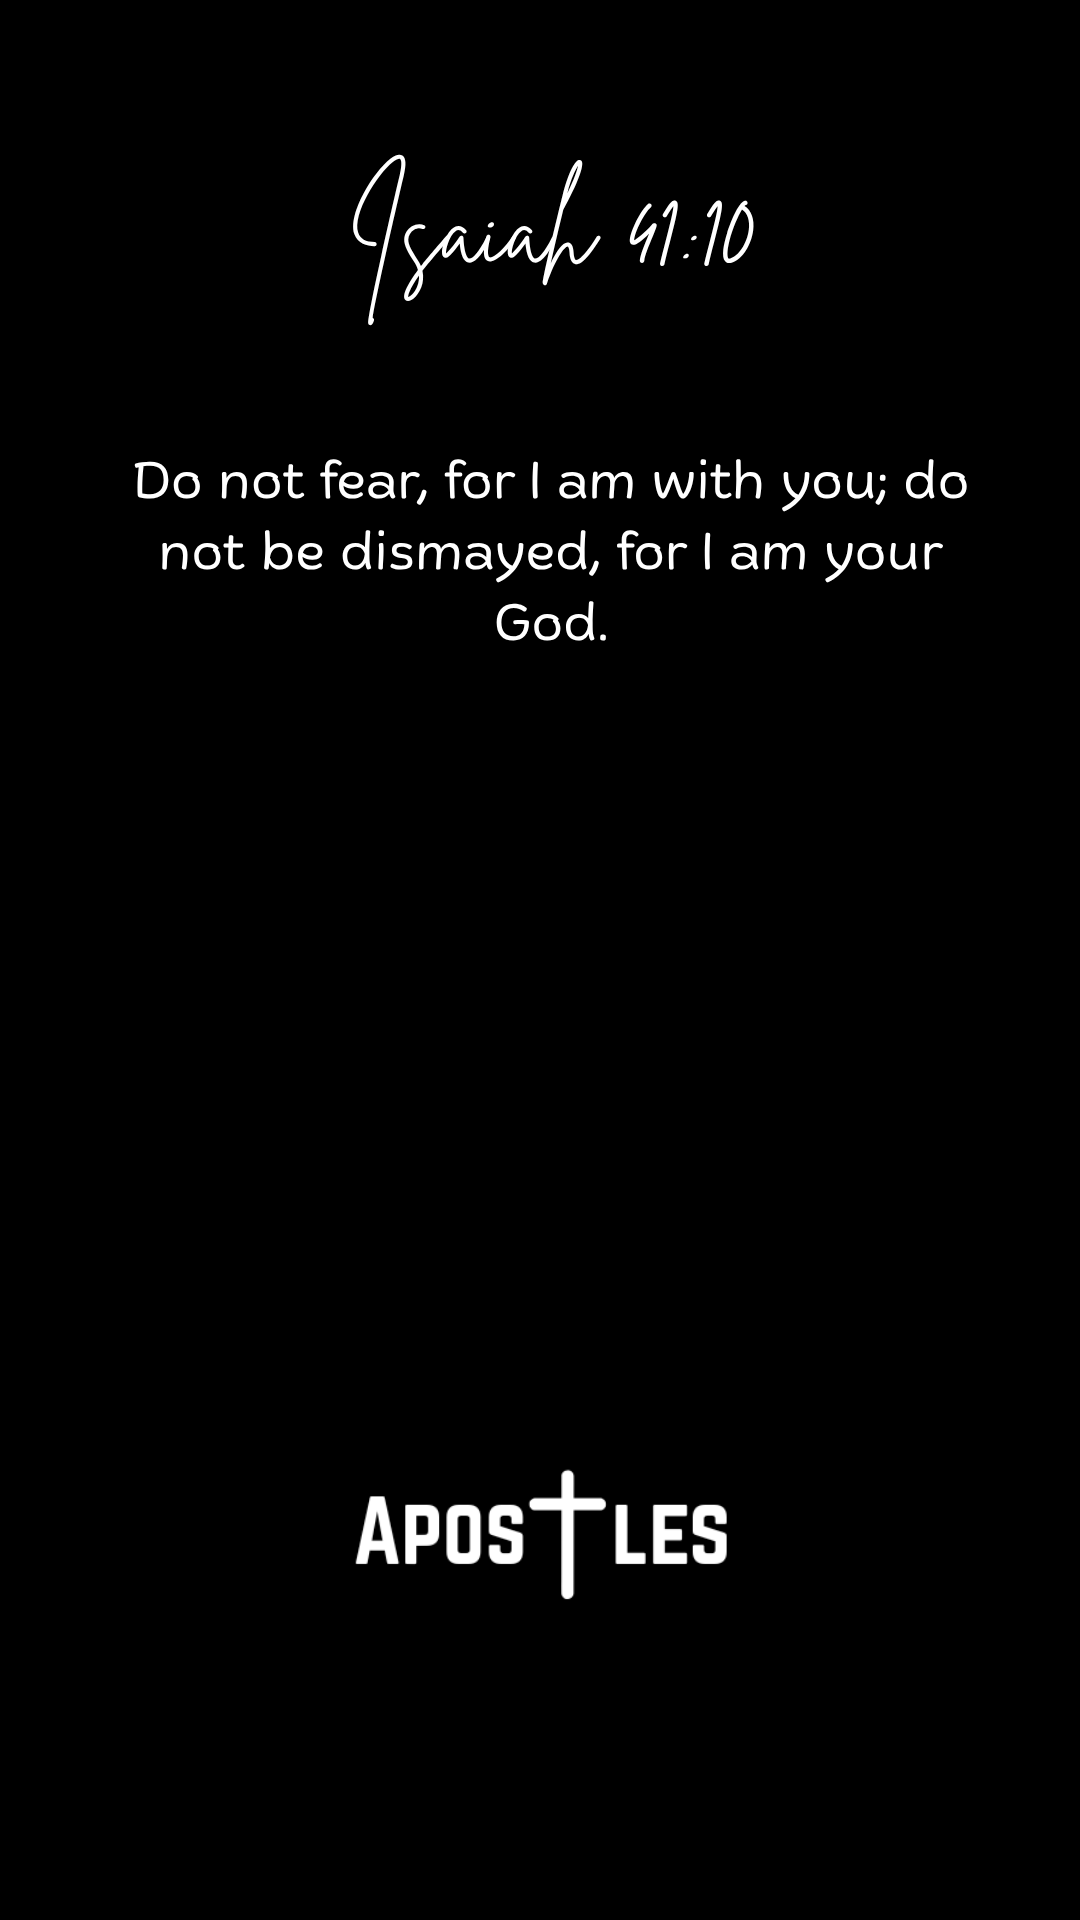 Isaiah 41:10
Do not fear, for I am with you; do
not be dismayed, for I am your
God.
APOSTLES